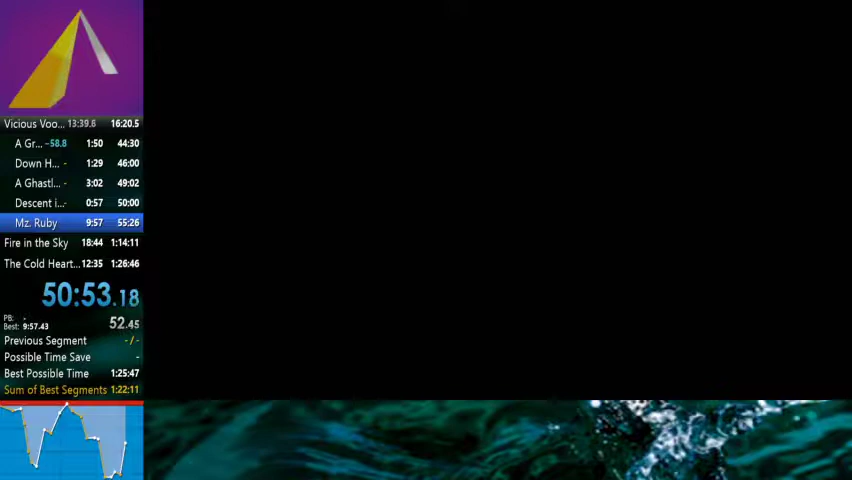 Vicious Voo... 13:39.6 16:20.5
A Gr... -58.8 1:50 44:30
Down H... - 1:29 46:00
A Ghastl... - 3:02 49:02
Descent i... - 0:57 50:00
Mz. Ruby 9:57 55:26
Fire in the Sky 18:44 1:14:11
The Cold Heart... 12:35 1:26:46
50:53.18
PB: -
Best: 9:57.43 52.45
Previous Segment - / -
Possible Time Save -
Best Possible Time 1:25:47
Sum of Best Segments 1:22:11